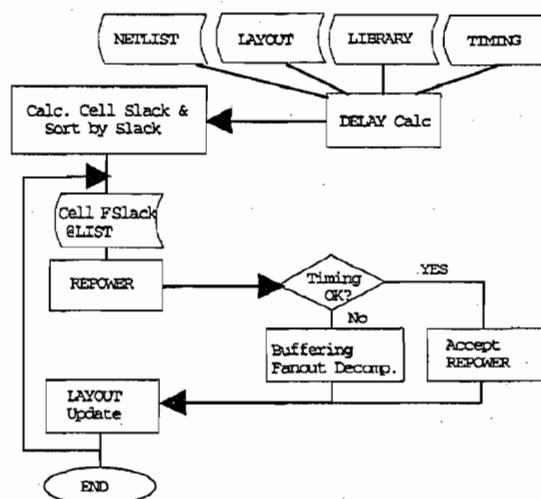 NETLIST
LAYOUT
LIBRARY
TIMING
Calc. Cell Slack &
Sort by Slack
DELAY Calc
Cell FSlack
@LIST
REPOWER
Timing
OK?
YES
No
Buffering
Fanout Decomp.
Accept
REPOWER
LAYOUT
Update
END